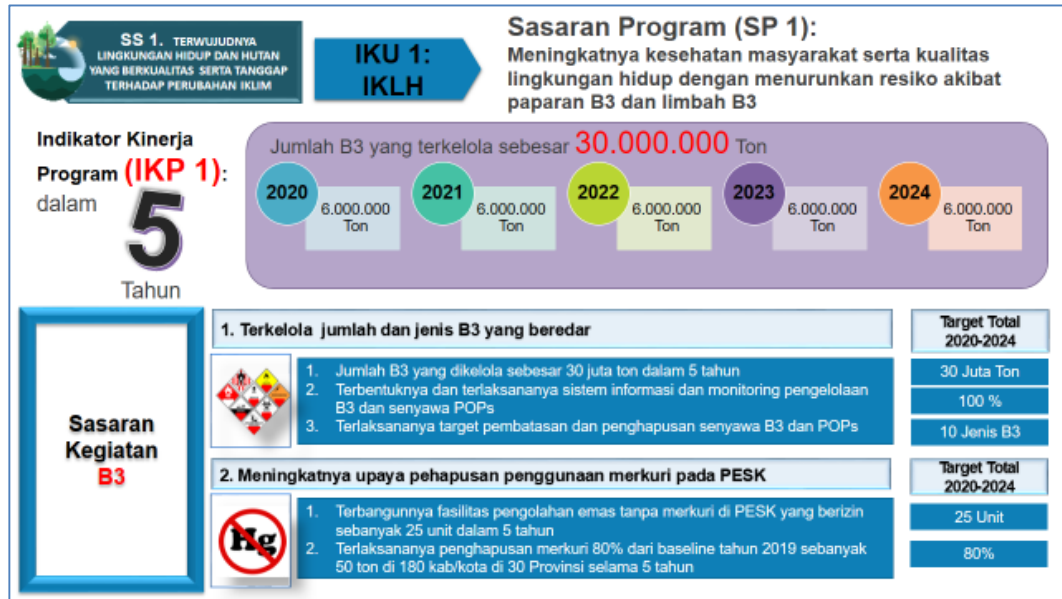 SS 1. TERWUJUDNYA
LINGKUNGAN HIDUP DAN HUTAN
YANG BERKUALITAS SERTA TANGGAP
TERHADAP PERUBAHAN IKLIM
IKU 1:
IKLH
Sasaran Program (SP 1):
Meningkatnya kesehatan masyarakat serta kualitas
lingkungan hidup dengan menurunkan resiko akibat
paparan B3 dan limbah B3
Indikator Kinerja
Program (IKP 1):
dalam
5
Tahun
Jumlah B3 yang terkelola sebesar 30.000.000 Ton
2020
6.000.000
Ton
2021
6.000.000
Ton
2022
6.000.000
Ton
2023
6.000.000
Ton
2024
6.000.000
Ton
Sasaran
Kegiatan
B3
1. Terkelola jumlah dan jenis B3 yang beredar
Target Total
2020-2024
1. Jumlah B3 yang dikelola sebesar 30 juta ton dalam 5 tahun
2. Terbentuknya dan terlaksananya sistem informasi dan monitoring pengelolaan
B3 dan senyawa POPs
3. Terlaksananya target pembatasan dan penghapusan senyawa B3 dan POPs
30 Juta Ton
100 %
10 Jenis B3
2. Meningkatnya upaya pehapusan penggunaan merkuri pada PESK
Target Total
2020-2024
Hg
1. Terbangunnya fasilitas pengolahan emas tanpa merkuri di PESK yang berizin
sebanyak 25 unit dalam 5 tahun
2. Terlaksananya penghapusan merkuri 80% dari baseline tahun 2019 sebanyak
50 ton di 180 kab/kota di 30 Provinsi selama 5 tahun
25 Unit
80%